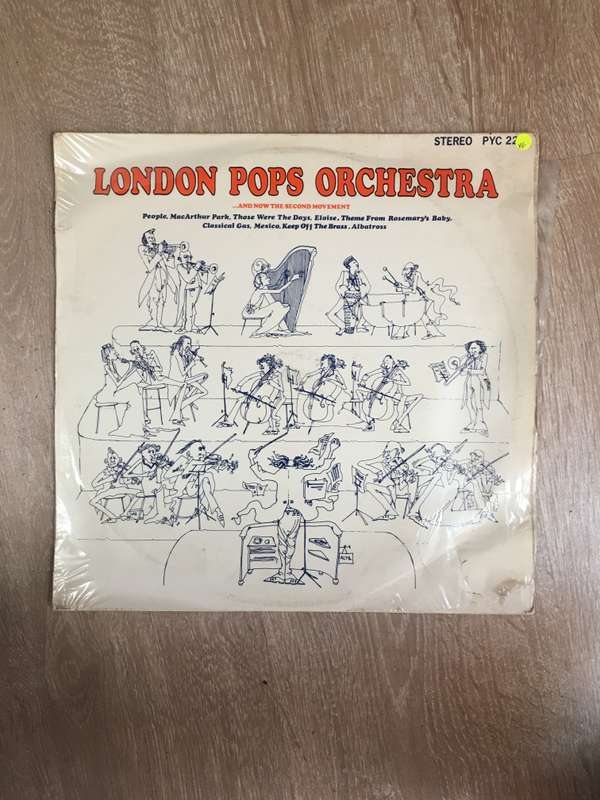 STEREO PYC 22
LONDON POPS ORCHESTRA
...AND NOW THE SECOND MOVEMENT
People, MacArthur Park, Those Were The Days, Eloise, Theme From Rosemary's Baby,
Classical Gas, Mexico, Keep Off The Brass, Albatross